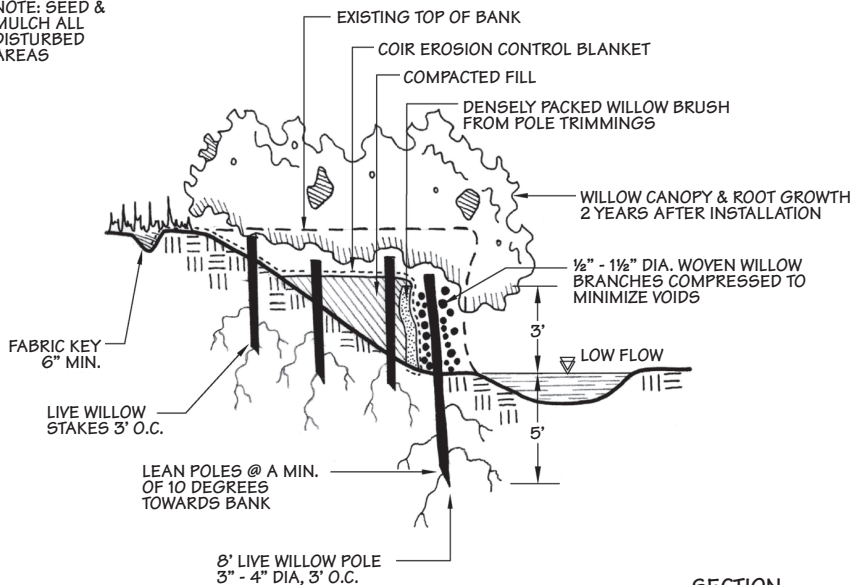 NOTE: SEED &
MULCH ALL
DISTURBED
AREAS
EXISTING TOP OF BANK
COIR EROSION CONTROL BLANKET
COMPACTED FILL
DENSELY PACKED WILLOW BRUSH
FROM POLE TRIMMINGS
WILLOW CANOPY & ROOT GROWTH
2 YEARS AFTER INSTALLATION
½" - 1½" DIA. WOVEN WILLOW
BRANCHES COMPRESSED TO
MINIMIZE VOIDS
3'
LOW FLOW
FABRIC KEY
6" MIN.
LIVE WILLOW
STAKES 3' O.C.
5'
LEAN POLES @ A MIN.
OF 10 DEGREES
TOWARDS BANK
8' LIVE WILLOW POLE
3" - 4" DIA, 3' O.C.
SECTION